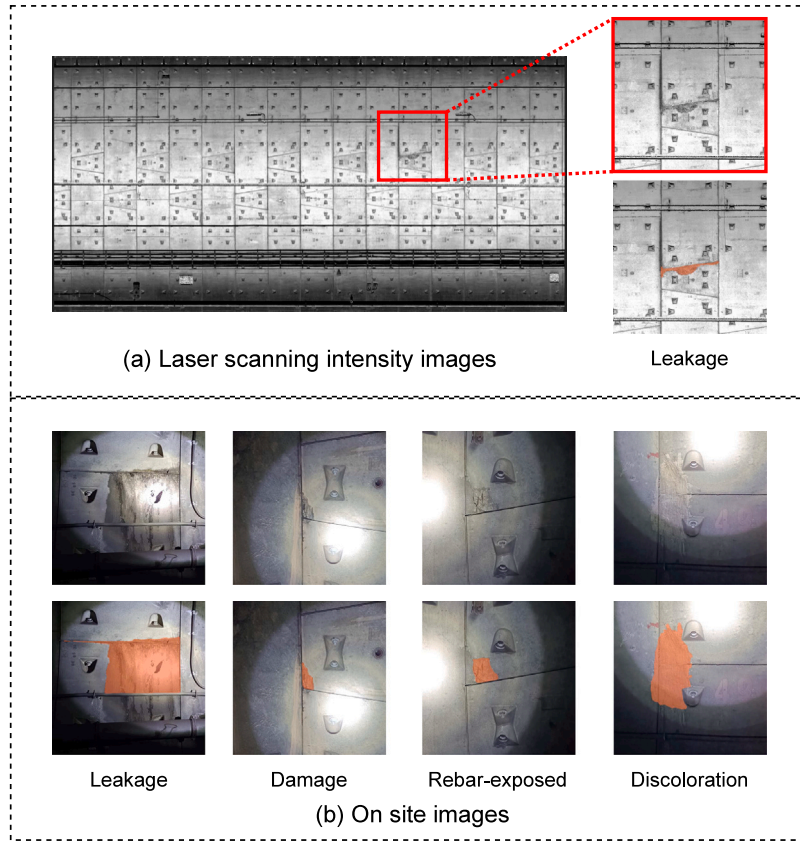 (a) Laser scanning intensity images
Leakage
Leakage
Damage
Rebar-exposed
Discoloration
(b) On site images